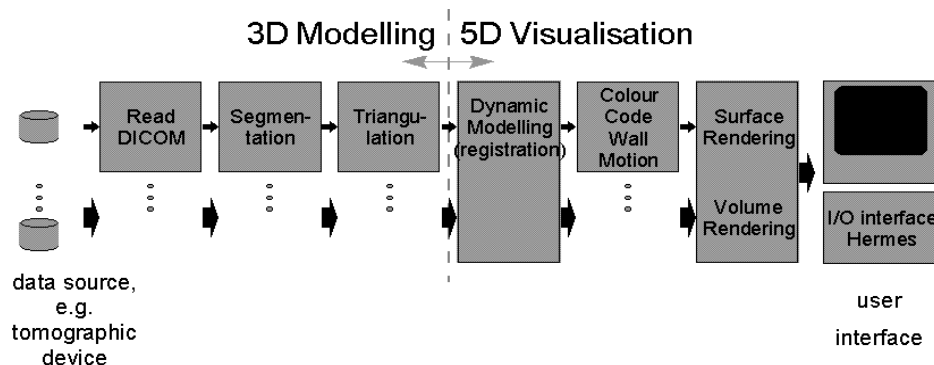 3D Modelling 5D Visualisation
Read
DICOM
Segmen-
tation
Triangu-
lation
Dynamic
Modelling
(registration)
Colour
Code
Wall
Motion
Surface
Rendering
Volume
Rendering
I/O interface
Hermes
data source,
e.g.
tomographic
device
user
interface